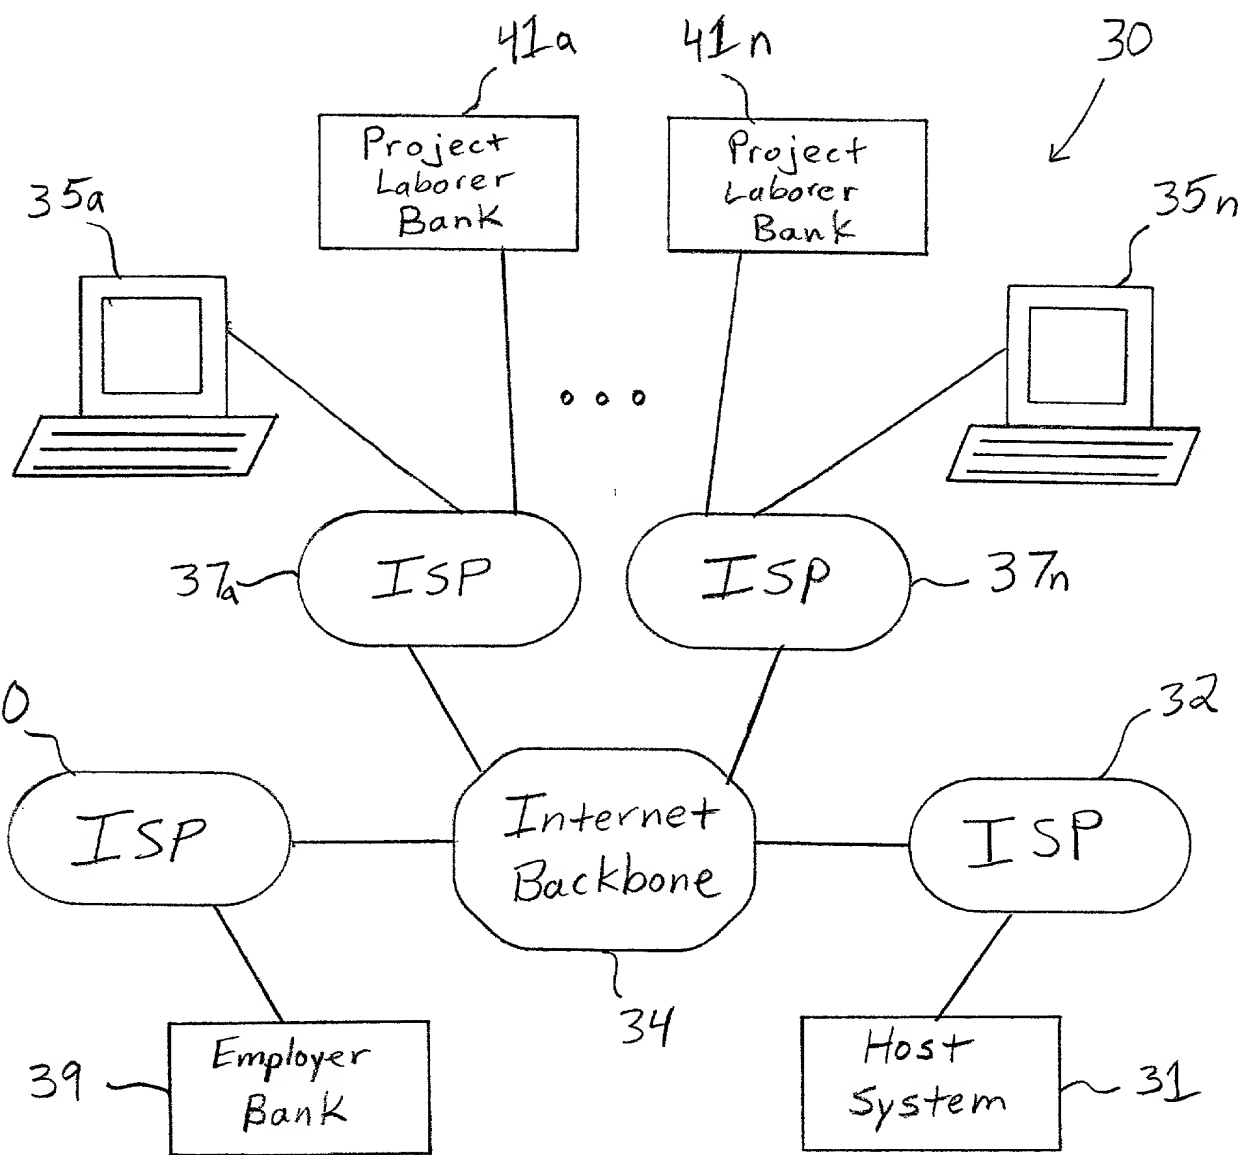 41a
41n
30
Project
Laborer
Bank
Project
Laborer
Bank
35a
35n
37a
ISP
ISP
37n
0
32
ISP
Internet
Backbone
ISP
34
39
Employer
Bank
Host
System
31